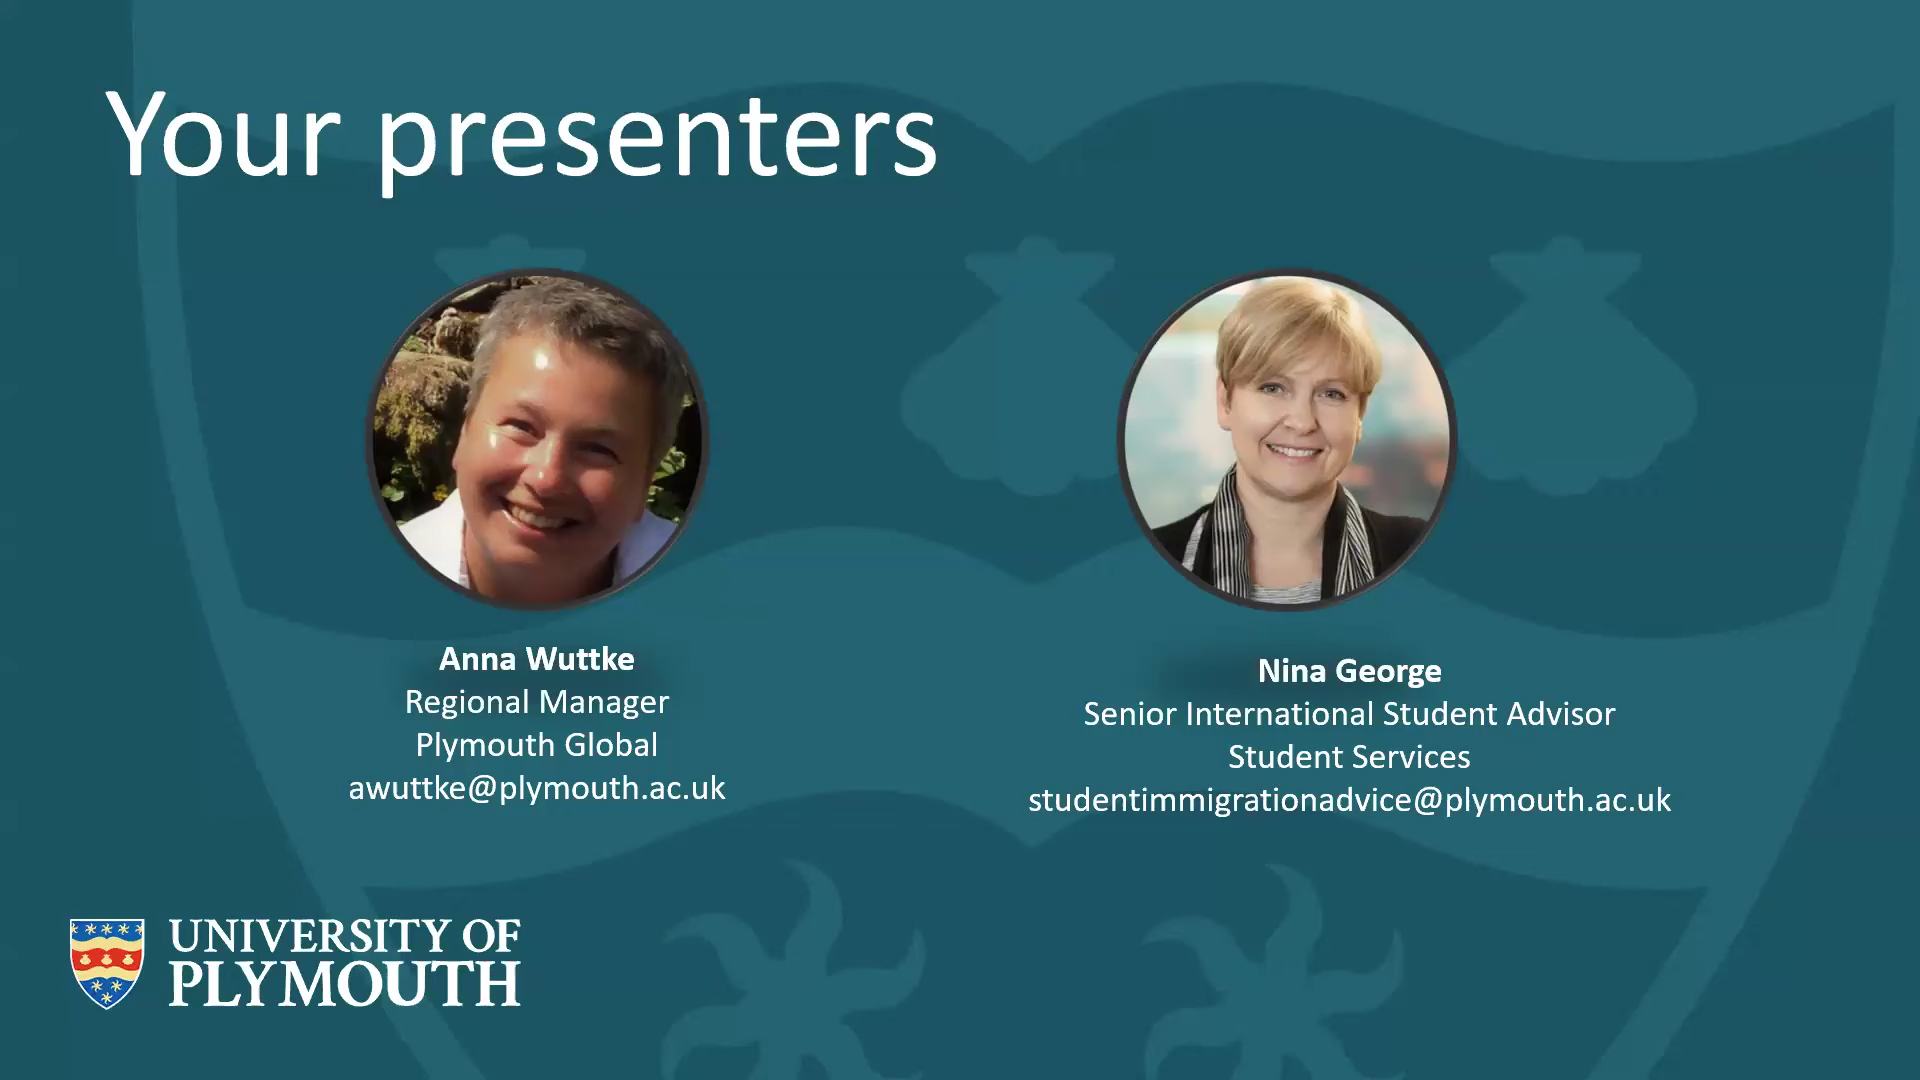 Your presenters
Anna Wuttke
Regional Manager
Plymouth Global
awuttke@plymouth.ac.uk
Nina George
Senior International Student Advisor
Student Services
studentimmigrationadvice@plymouth.ac.uk
UNIVERSITY OF
PLYMOUTH